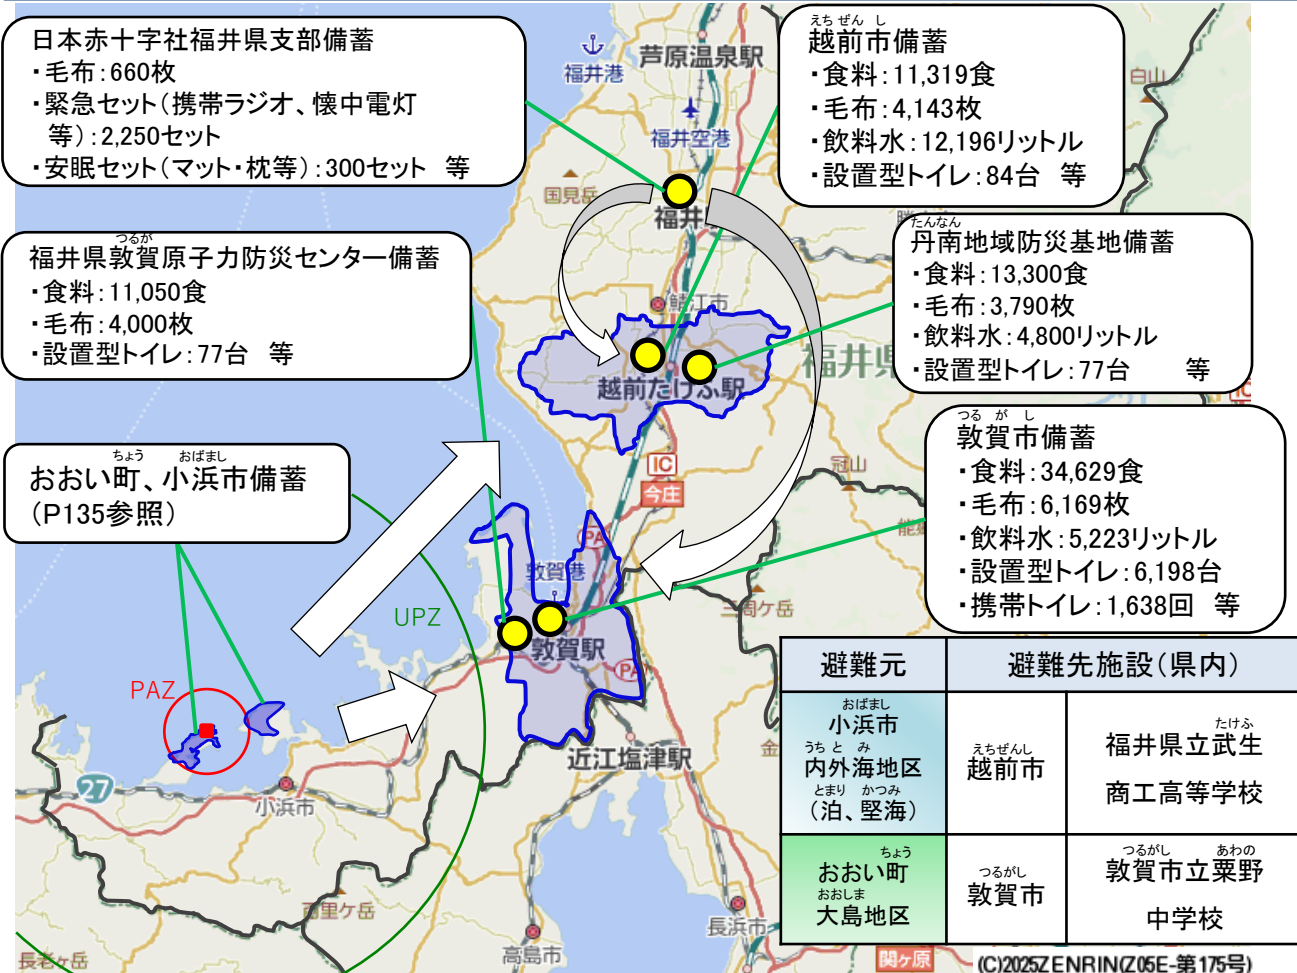 日本赤十字社福井県支部備蓄
・毛布：660枚
・緊急セット（携帯ラジオ、懐中電灯
等）：2,250セット
・安眠セット（マット・枕等）：300セット　等
つるが
福井県敦賀原子力防災センター備蓄
・食料：11,050食
・毛布：4,000枚
・設置型トイレ：77台　等
ちょう　おばまし
おおい町、小浜市備蓄
（P135参照）
えちぜんし
越前市備蓄
・食料：11,319食
・毛布：4,143枚
・飲料水：12,196リットル
・設置型トイレ：84台　等
たんなん
丹南地域防災基地備蓄
・食料：13,300食
・毛布：3,790枚
・飲料水：4,800リットル
・設置型トイレ：77台　等
つるがし
敦賀市備蓄
・食料：34,629食
・毛布：6,169枚
・飲料水：5,223リットル
・設置型トイレ：6,198台
・携帯トイレ：1,638回　等
芦原温泉駅
福井港
福井空港
白山
国見岳
福井
鯖江市
福井県
越前たけふ駅
IC
今庄
冠山
PA
敦賀港
三周ケ岳
UPZ
敦賀駅
PA
PAZ
近江塩津駅
27
小浜市
百里ケ岳
長浜市
高島市
長老ケ岳
関ヶ原
避難元
避難先施設（県内）
おばまし
小浜市
うちとみ
内外海地区
とまり　かつみ
（泊、堅海）
えちぜんし
越前市
たけふ
福井県立武生
商工高等学校
ちょう
おおい町
おおしま
大島地区
つるがし
敦賀市
つるがし　あわの
敦賀市立粟野
中学校
(C)2025ZENRIN(Z05E-第175号)